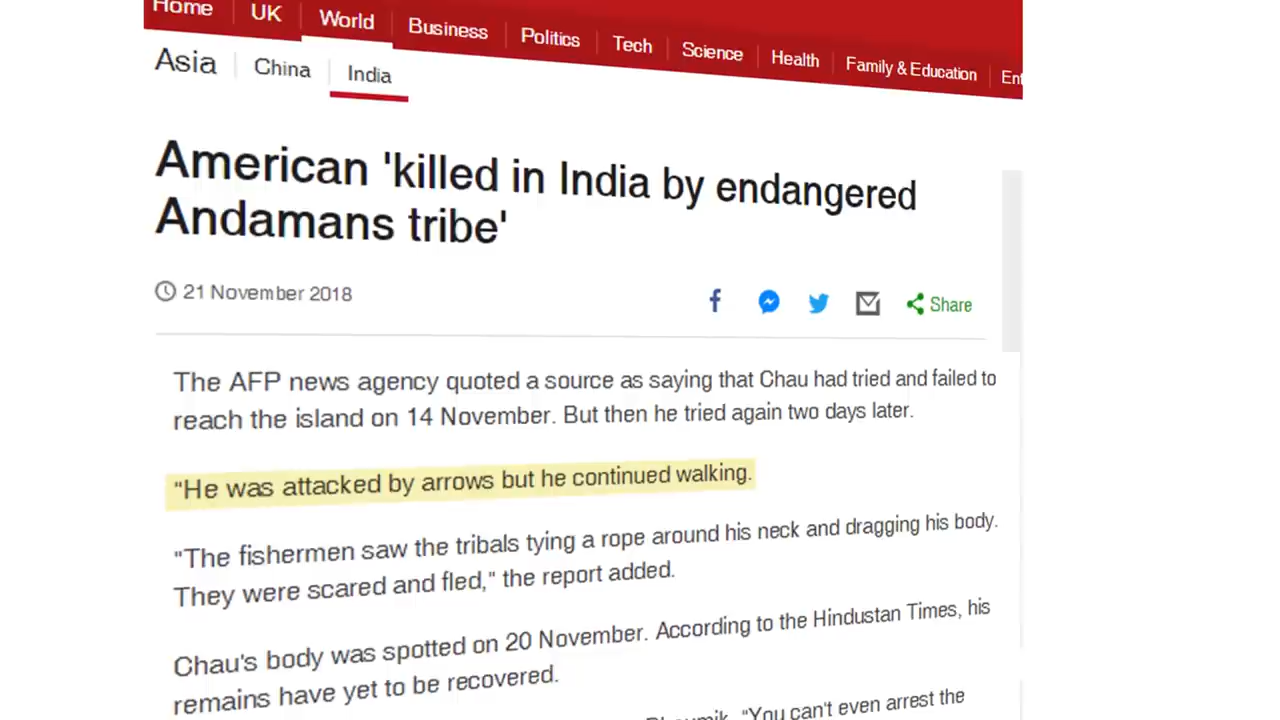 Home UK World Business Politics Tech Science Health Family & Education
Asia China India
American 'killed in India by endangered
Andamans tribe'
21 November 2018 Share
The AFP news agency quoted a source as saying that Chau had tried and failed to
reach the island on 14 November. But then he tried again two days later.
"He was attacked by arrows but he continued walking.
"The fishermen saw the tribals tying a rope around his neck and dragging his body.
They were scared and fled," the report added.
Chau's body was spotted on 20 November. According to the Hindustan Times, his
remains have yet to be recovered.
"You can't even arrest the